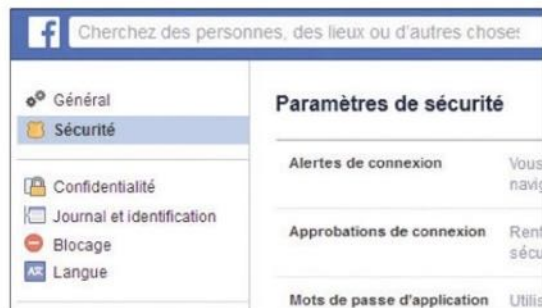 Cherchez des personnes, des lieux ou d'autres choses
Général
Sécurité
Confidentialité
Journal et identification
Blocage
Langue
Paramètres de sécurité
Alertes de connexion Vous
navig
Approbations de connexion Renf
sécu
Mots de passe d'application Utilis